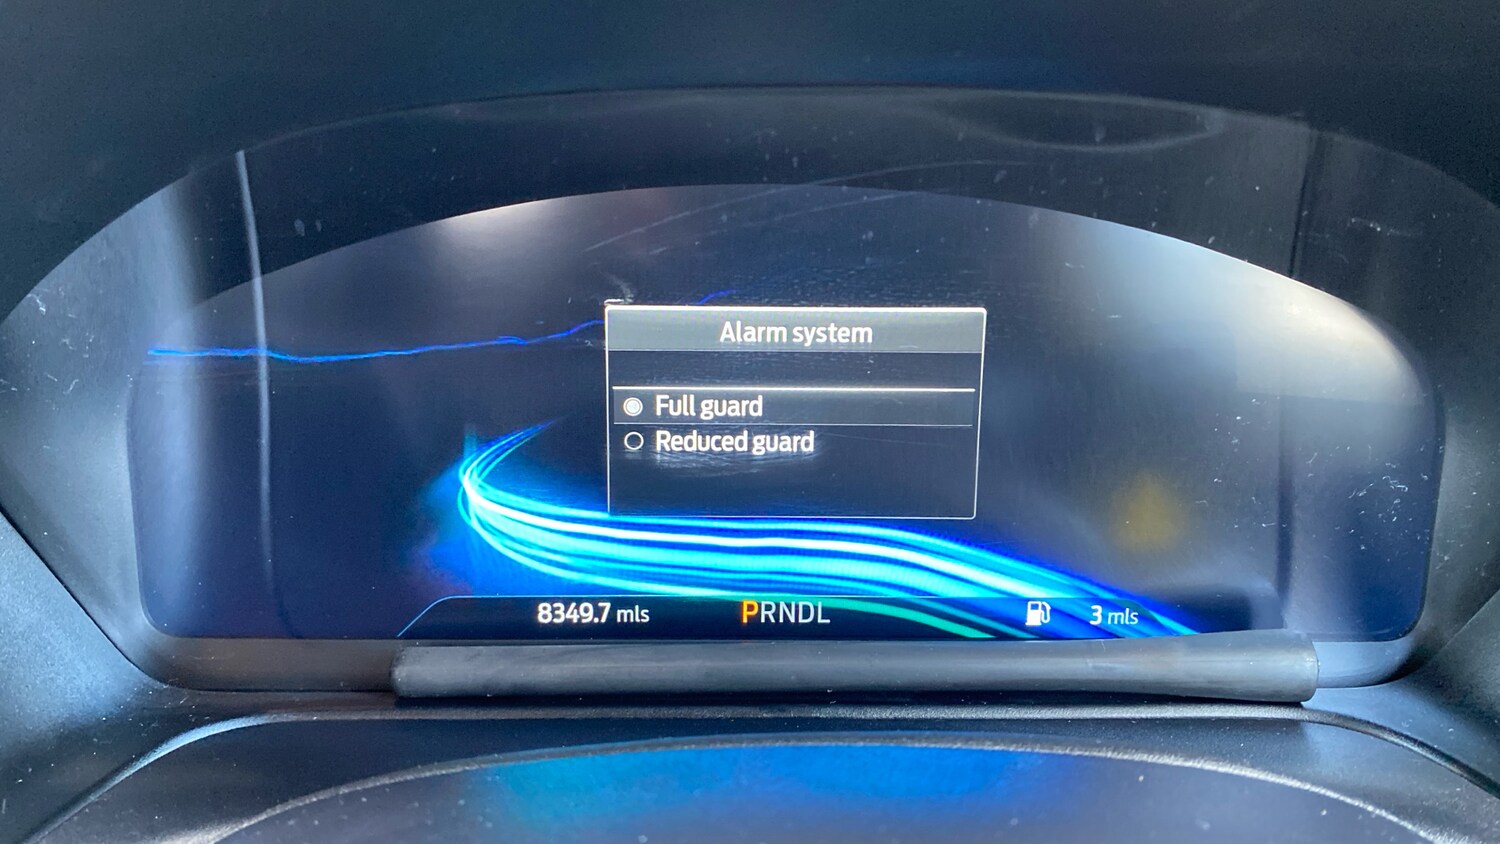 Alarm system
Full guard
Reduced guard
8349.7 mls PRNDL 3 mls